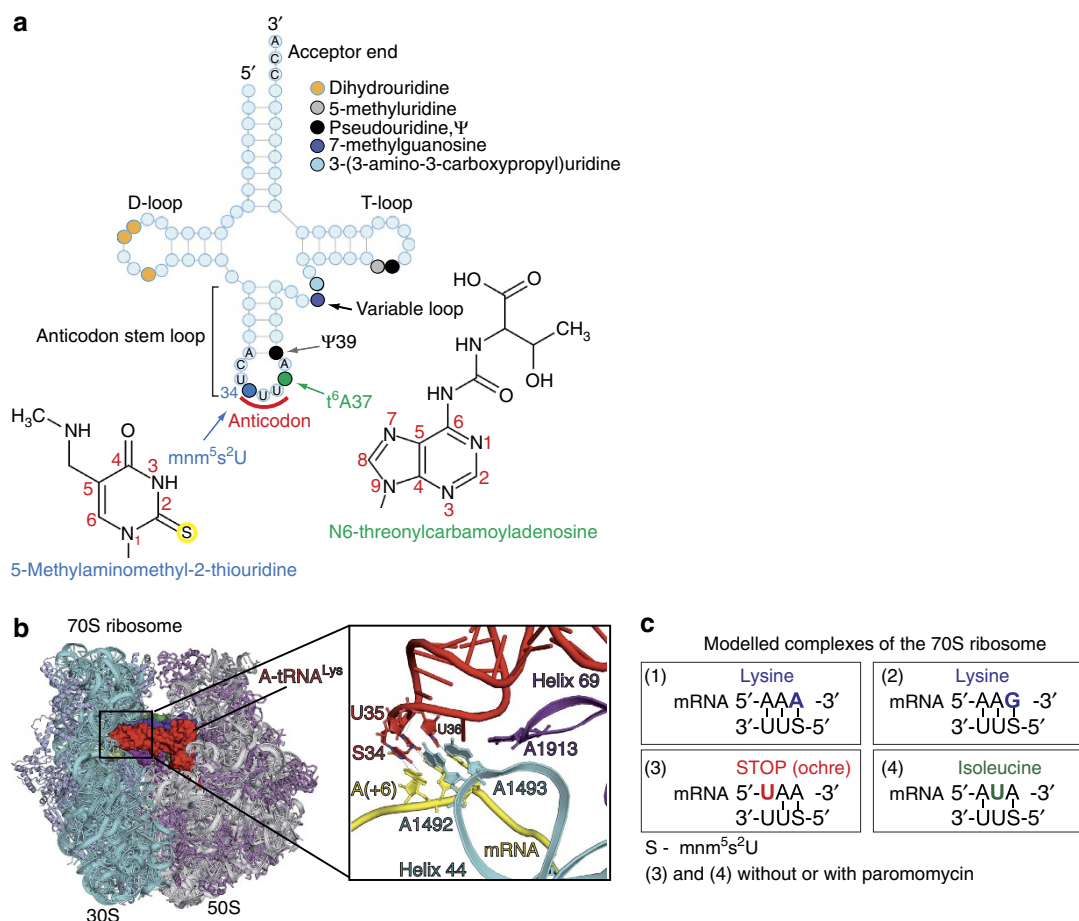 a
3′
A
C
C
Acceptor end
5′
Dihydrouridine
5-methyluridine
Pseudouridine,Ψ
7-methylguanosine
3-(3-amino-3-carboxypropyl)uridine
D-loop
T-loop
Variable loop
Anticodon stem loop
Ψ39
A
C
U
34
U
U
A
t⁶A37
Anticodon
mnm⁵s²U
HO
O
CH₃
NH
OH
O
NH
7
N
6
5
N
1
8
9
N
4
N
2
3
N6-threonylcarbamoyladenosine
H₃C
NH
O
4
3
NH
5
2
6
N
1
S
5-Methylaminomethyl-2-thiouridine
b
70S ribosome
A-tRNAᴸʸˢ
30S
50S
Helix 69
U35
U36
S34
A1913
A(+6)
A1493
A1492
mRNA
Helix 44
c
Modelled complexes of the 70S ribosome
(1) Lysine
mRNA 5′-AAA -3′
3′-UUS-5′
(2) Lysine
mRNA 5′-AAG -3′
3′-UUS-5′
(3) STOP (ochre)
mRNA 5′-UAA -3′
3′-UUS-5′
(4) Isoleucine
mRNA 5′-AUA -3′
3′-UUS-5′
S - mnm⁵s²U
(3) and (4) without or with paromomycin